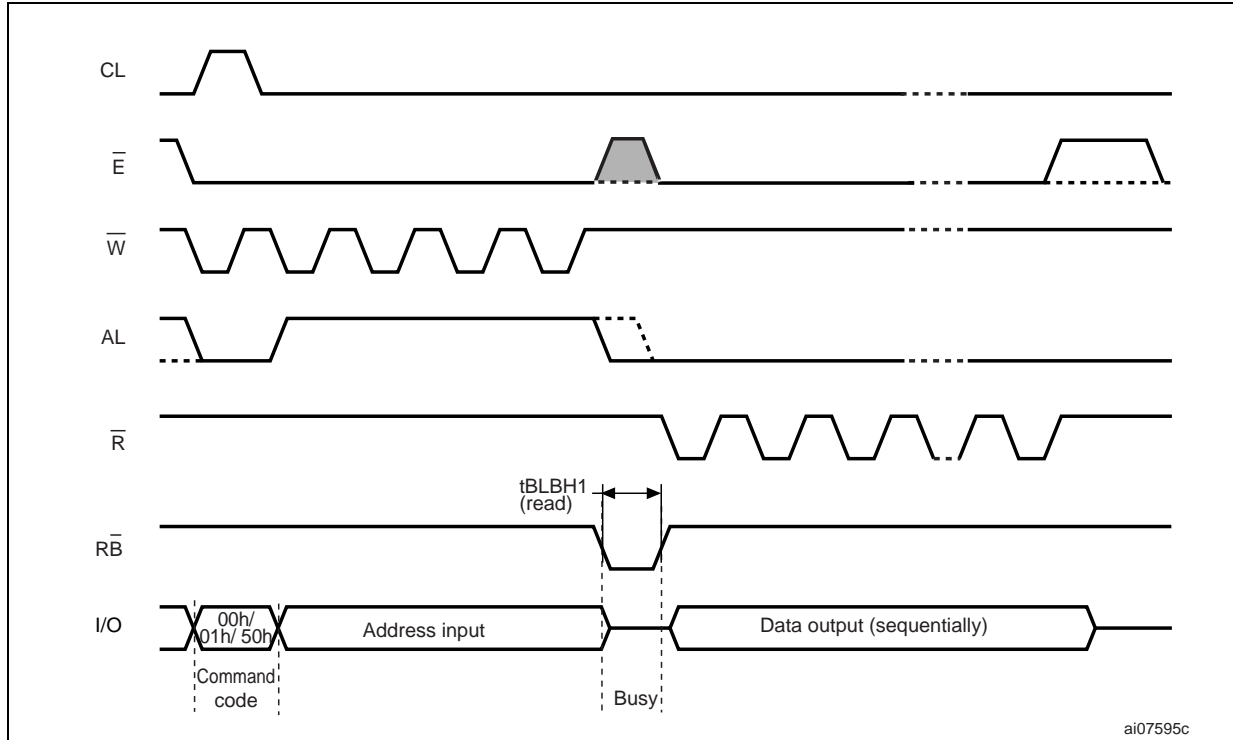 CL
E̅
W̅
AL
R̅
tBLBH1
(read)
RB̅
I/O
00h/
01h/ 50h
Address input
Data output (sequentially)
Command
code
Busy
ai07595c